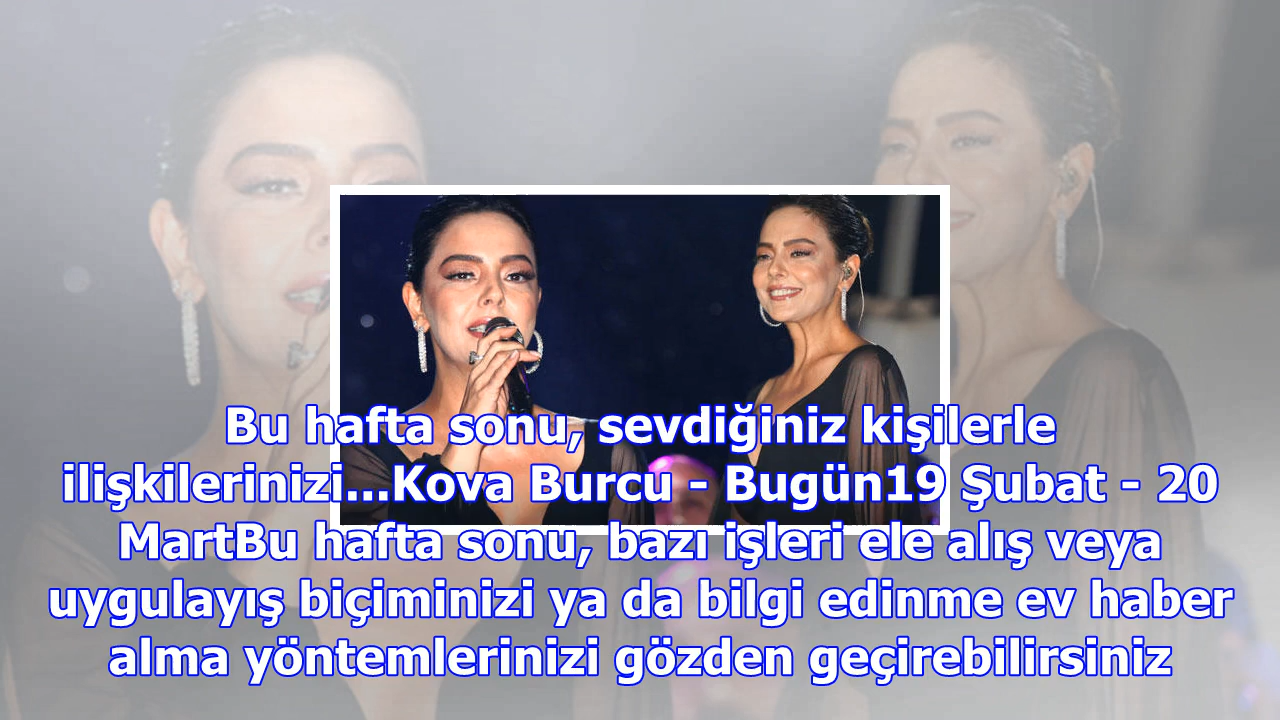 Bu hafta sonu, sevdiğiniz kişilerle
ilişkilerinizi...Kova Burcu - Bugün19 Şubat - 20
MartBu hafta sonu, bazı işleri ele alış veya
uygulayış biçiminizi ya da bilgi edinme ev haber
alma yöntemlerinizi gözden geçirebilirsiniz